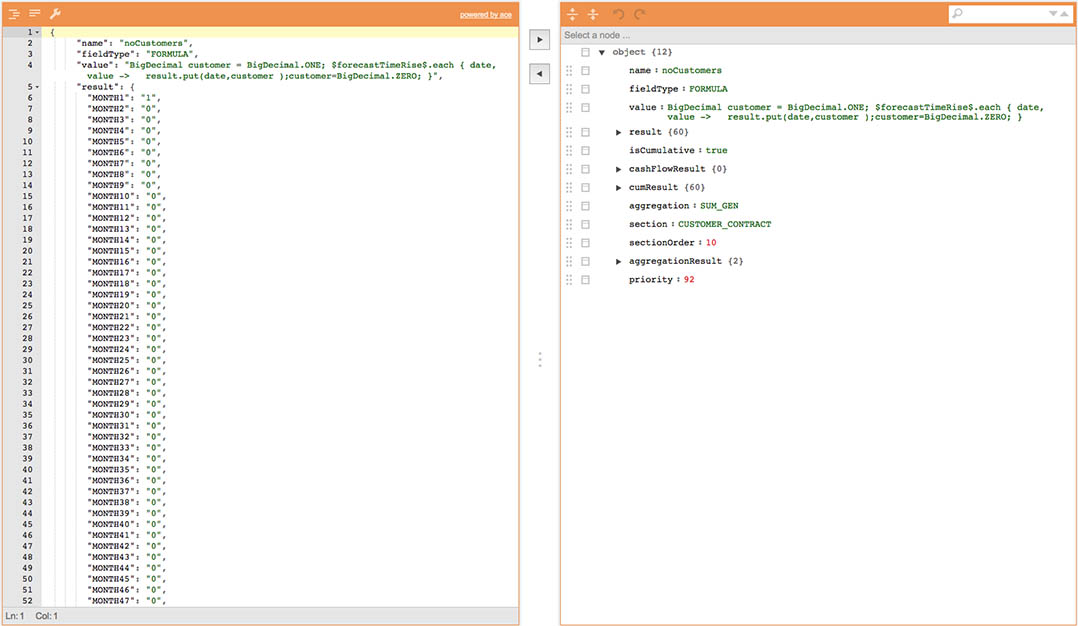 powered by ace
1 {
2 "name": "noCustomers",
3 "fieldType": "FORMULA",
4 "value": "BigDecimal customer = BigDecimal.ONE; $forecastTimeRise$.each { date,
value -> result.put(date,customer );customer=BigDecimal.ZERO; }",
5 "result": {
6 "MONTH1": "1",
7 "MONTH2": "0",
8 "MONTH3": "0",
9 "MONTH4": "0",
10 "MONTH5": "0",
11 "MONTH6": "0",
12 "MONTH7": "0",
13 "MONTH8": "0",
14 "MONTH9": "0",
15 "MONTH10": "0",
16 "MONTH11": "0",
17 "MONTH12": "0",
18 "MONTH13": "0",
19 "MONTH14": "0",
20 "MONTH15": "0",
21 "MONTH16": "0",
22 "MONTH17": "0",
23 "MONTH18": "0",
24 "MONTH19": "0",
25 "MONTH20": "0",
26 "MONTH21": "0",
27 "MONTH22": "0",
28 "MONTH23": "0",
29 "MONTH24": "0",
30 "MONTH25": "0",
31 "MONTH26": "0",
32 "MONTH27": "0",
33 "MONTH28": "0",
34 "MONTH29": "0",
35 "MONTH30": "0",
36 "MONTH31": "0",
37 "MONTH32": "0",
38 "MONTH33": "0",
39 "MONTH34": "0",
40 "MONTH35": "0",
41 "MONTH36": "0",
42 "MONTH37": "0",
43 "MONTH38": "0",
44 "MONTH39": "0",
45 "MONTH40": "0",
46 "MONTH41": "0",
47 "MONTH42": "0",
48 "MONTH43": "0",
49 "MONTH44": "0",
50 "MONTH45": "0",
51 "MONTH46": "0",
52 "MONTH47": "0",
Ln: 1 Col: 1
Select a node ...
object {12}
name : noCustomers
fieldType : FORMULA
value : BigDecimal customer = BigDecimal.ONE; $forecastTimeRise$.each { date,
value -> result.put(date,customer );customer=BigDecimal.ZERO; }
result {60}
isCumulative : true
cashFlowResult {0}
cumResult {60}
aggregation : SUM_GEN
section : CUSTOMER_CONTRACT
sectionOrder : 10
aggregationResult {2}
priority : 92